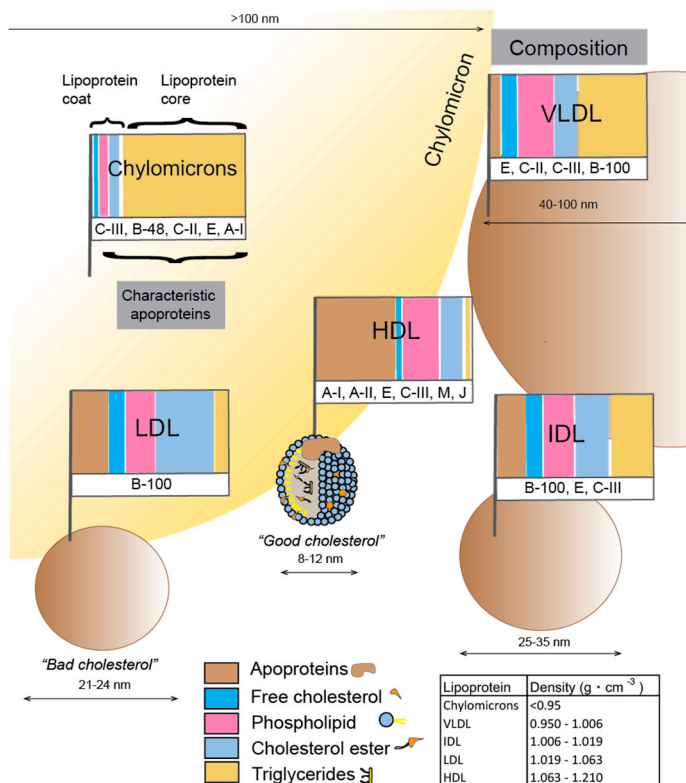 >100 nm
Composition
Lipoprotein coat
Lipoprotein core
Chylomicron
VLDL
E, C-II, C-III, B-100
40-100 nm
Chylomicrons
C-III, B-48, C-II, E, A-I
Characteristic
apoproteins
HDL
A-I, A-II, E, C-III, M, J
LDL
B-100
IDL
B-100, E, C-III
"Good cholesterol"
8-12 nm
"Bad cholesterol"
21-24 nm
25-35 nm
Apoproteins
Free cholesterol
Phospholipid
Cholesterol ester
Triglycerides
Lipoprotein Density (g · cm⁻³)
Chylomicrons <0.95
VLDL 0.950 - 1.006
IDL 1.006 - 1.019
LDL 1.019 - 1.063
HDL 1.063 - 1.210